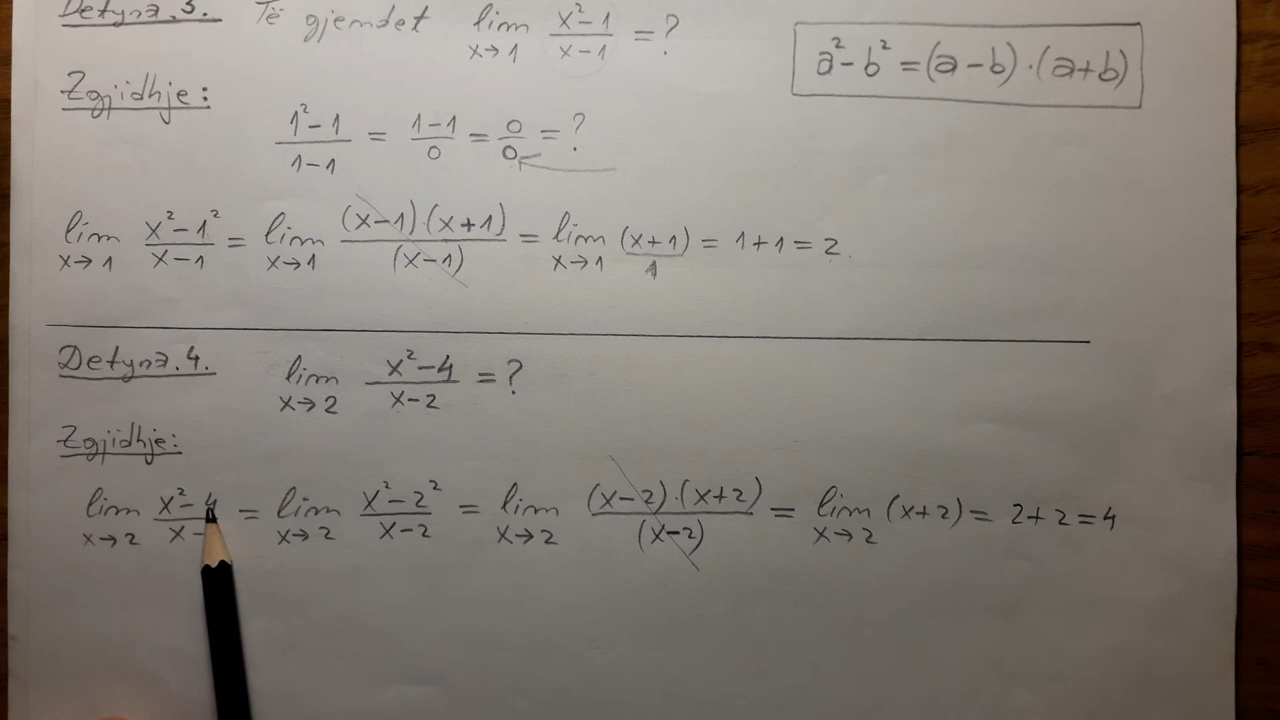 Detyra.3. Të gjendet lim x→1 (x²-1)/(x-1) = ?
a²-b² = (a-b)·(a+b)
Zgjidhje:
(1²-1)/(1-1) = (1-1)/0 = 0/0 = ?
lim x→1 (x²-1²)/(x-1) = lim x→1 ((x-1)·(x+1))/((x-1)) = lim x→1 (x+1)/1 = 1+1 = 2.
Detyra.4. lim x→2 (x²-4)/(x-2) = ?
Zgjidhje:
lim x→2 (x²-4)/(x- = lim x→2 (x²-2²)/(x-2) = lim x→2 ((x-2)·(x+2))/((x-2)) = lim x→2 (x+2) = 2+2 = 4